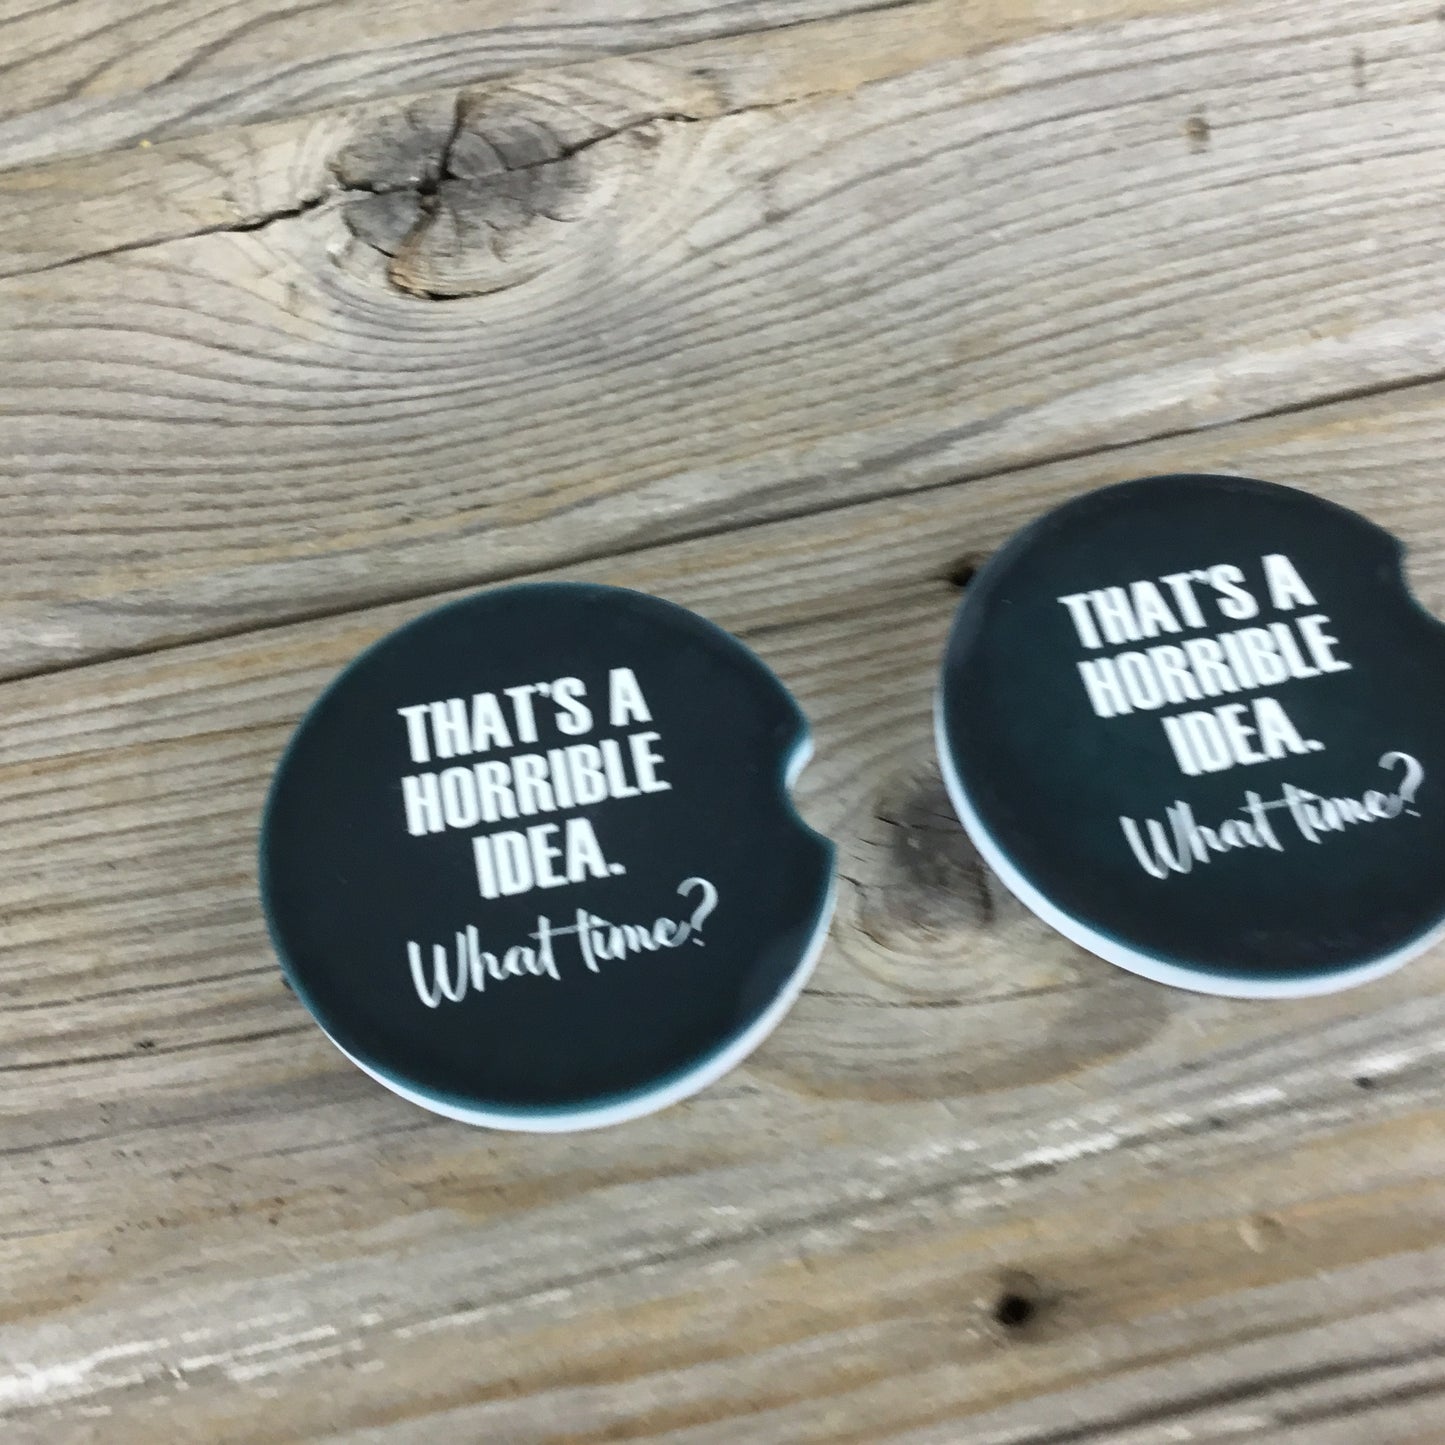 THAT'S A
HORRIBLE
IDEA.
What time?
THAT'S A
HORRIBLE
IDEA.
What time?